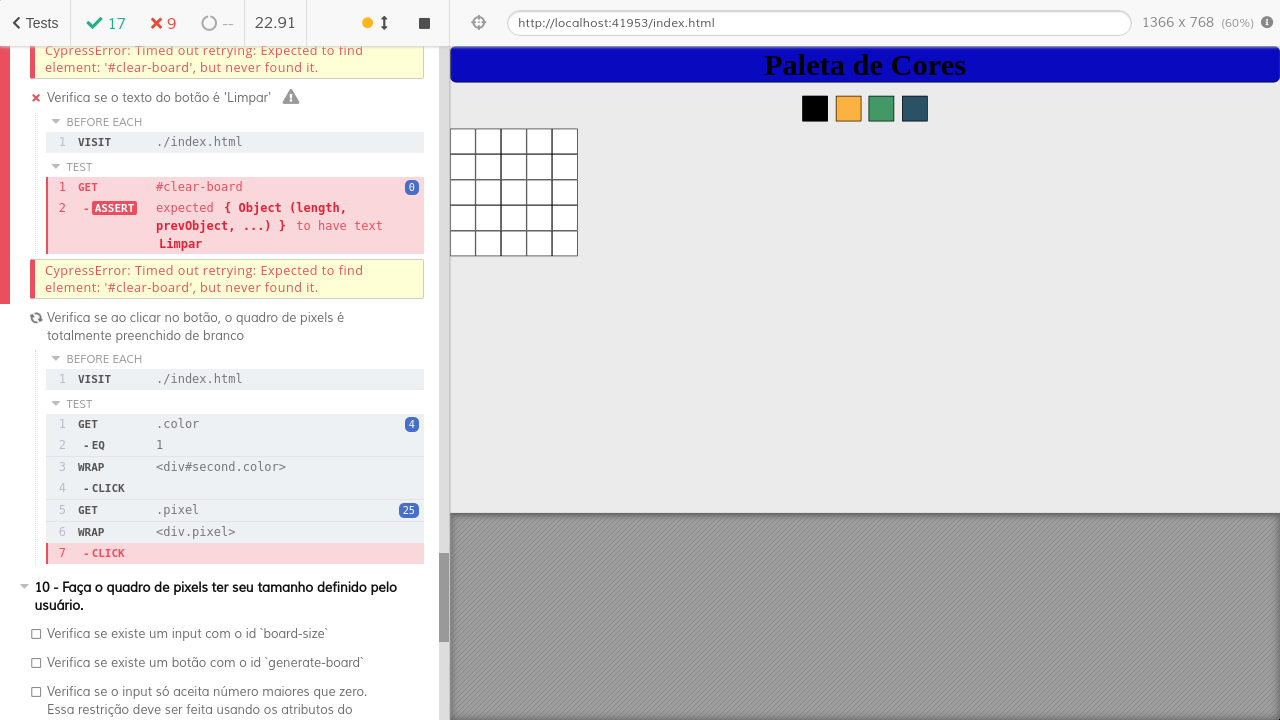 Tests
17
9
--
22.91
http://localhost:41953/index.html
1366 x 768 (60%)
CypressError: Timed out retrying: Expected to find
element: '#clear-board', but never found it.
Verifica se o texto do botão é 'Limpar'
BEFORE EACH
1 VISIT ./index.html
TEST
1 GET #clear-board 0
2 -ASSERT expected { Object (length,
prevObject, ...) } to have text
Limpar
CypressError: Timed out retrying: Expected to find
element: '#clear-board', but never found it.
Verifica se ao clicar no botão, o quadro de pixels é
totalmente preenchido de branco
BEFORE EACH
1 VISIT ./index.html
TEST
1 GET .color 4
2 -EQ 1
3 WRAP <div#second.color>
4 -CLICK
5 GET .pixel 25
6 WRAP <div.pixel>
7 -CLICK
10 - Faça o quadro de pixels ter seu tamanho definido pelo
usuário.
Verifica se existe um input com o id `board-size`
Verifica se existe um botão com o id `generate-board`
Verifica se o input só aceita número maiores que zero.
Essa restrição deve ser feita usando os atributos do
Paleta de Cores